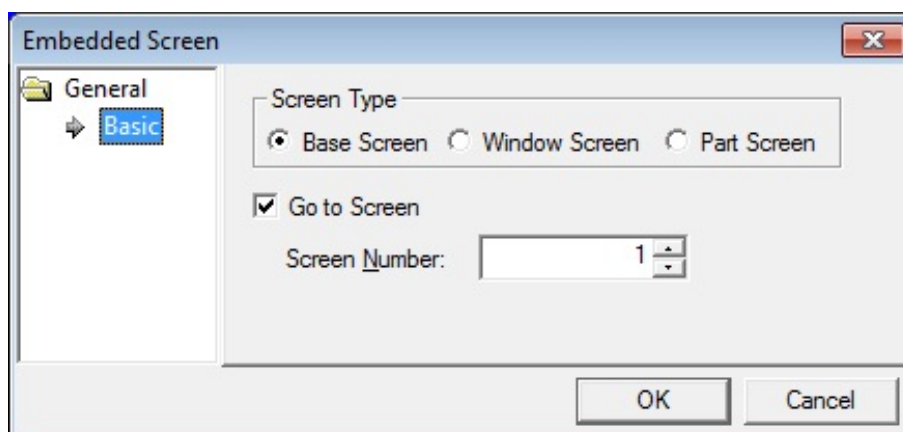 Embedded Screen
General
Basic
Screen Type
Base Screen Window Screen Part Screen
Go to Screen
Screen Number: 1
OK Cancel